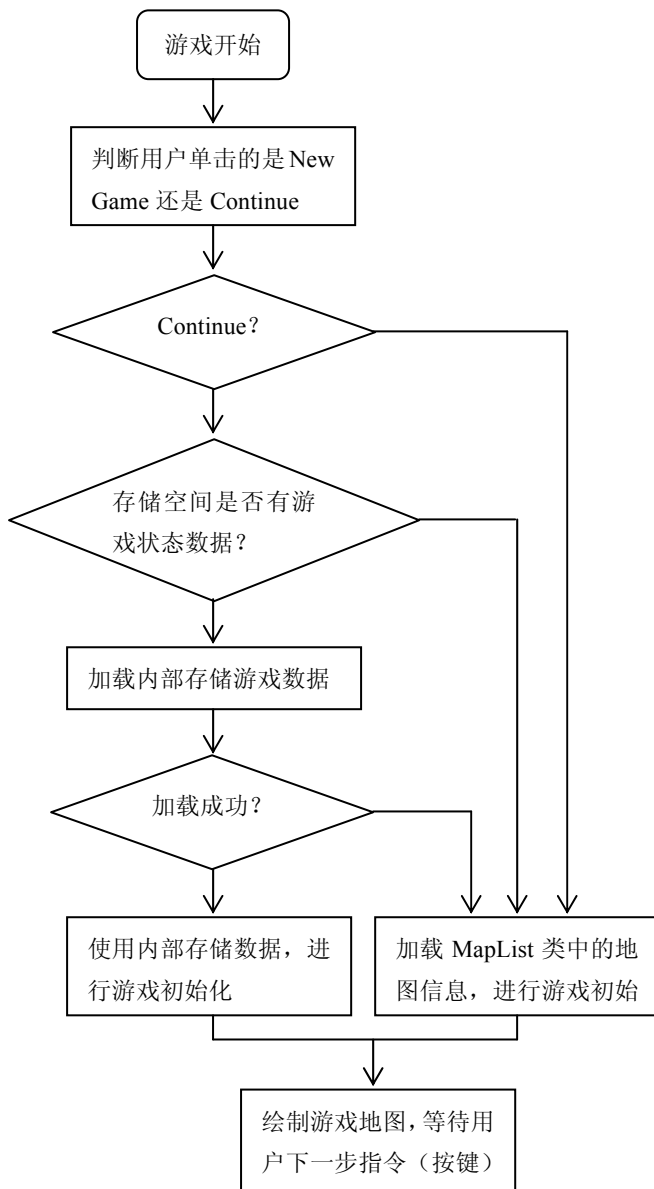 游戏开始
判断用户单击的是 New
Game 还是 Continue
Continue？
存储空间是否有游
戏状态数据？
加载内部存储游戏数据
加载成功？
使用内部存储数据，进
行游戏初始化
加载 MapList 类中的地
图信息，进行游戏初始
绘制游戏地图，等待用
户下一步指令（按键）